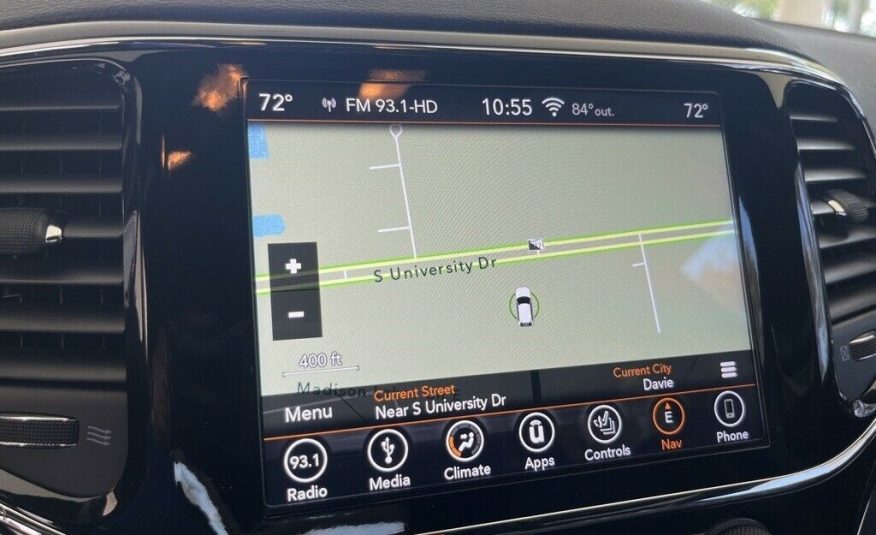 72° FM 93.1-HD 10:55 84°out. 72°
+
S University Dr
-
400 ft
Madison
Current Street Current City
Menu Near S University Dr Davie
93.1 E
Radio Media Climate Apps Controls Nav Phone